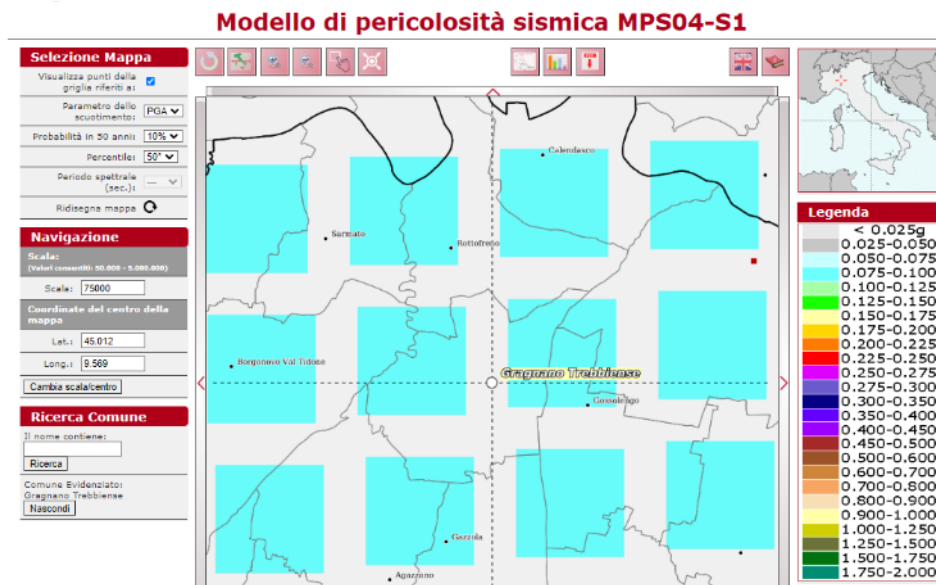 Modello di pericolosità sismica MPS04-S1
Selezione Mappa
Visualizza punti della
griglia riferiti a:
Parametro dello
scuotimento: PGA
Probabilità in 50 anni: 10%
Percentile: 50°
Periodo spettrale
(sec.): ---
Ridisegna mappa
Navigazione
Scala:
(Valori consentiti: 50.000 - 5.000.000)
Scala: 75000
Coordinate del centro della
mappa
Lat.: 45.012
Long.: 9.569
Cambia scala/centro
Ricerca Comune
Il nome contiene:
Ricerca
Comune Evidenziato:
Gragnano Trebbiense
Nascondi
Calendasco
Sarmato
Rottofreno
Borgonovo Val Tidone
Gragnano Trebbiense
Gossolengo
Gazzola
Agazzano
Legenda
< 0.025g
0.025-0.050
0.050-0.075
0.075-0.100
0.100-0.125
0.125-0.150
0.150-0.175
0.175-0.200
0.200-0.225
0.225-0.250
0.250-0.275
0.275-0.300
0.300-0.350
0.350-0.400
0.400-0.450
0.450-0.500
0.500-0.600
0.600-0.700
0.700-0.800
0.800-0.900
0.900-1.000
1.000-1.250
1.250-1.500
1.500-1.750
1.750-2.000